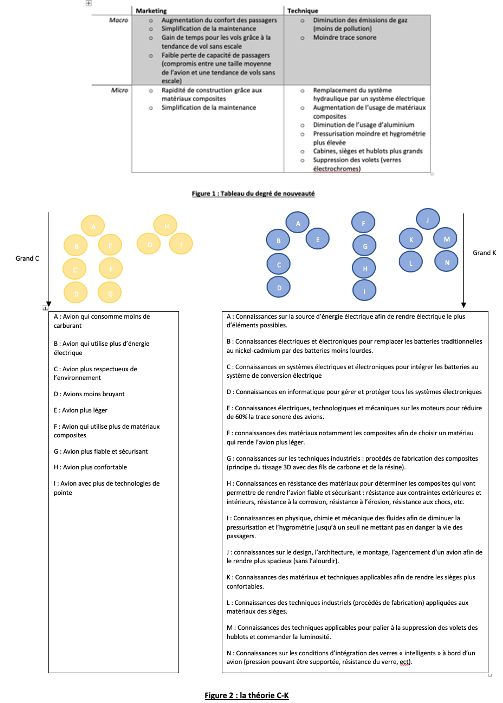 Marketing
Technique
Macro
o Augmentation du confort des passagers
o Simplification de la maintenance
o Gain de temps pour les vols grâce à la
tendance de vol sans escale
o Faible perte de capacité de passagers
(compromis entre une taille moyenne
de l'avion et une tendance de vols sans
escale)
o Diminution des émissions de gaz
(moins de pollution)
o Moindre trace sonore
Micro
o Rapidité de construction grâce aux
matériaux composites
o Simplification de la maintenance
o Remplacement du système
hydraulique par un système électrique
o Augmentation de l'usage de matériaux
composites
o Diminution de l'usage d'aluminium
o Pressurisation moindre et hygrométrie
plus élevée
o Cabines, sièges et hublots plus grands
o Suppression des volets (verres
électrochromes)
Figure 1 : Tableau du degré de nouveauté
Grand C
A
B
C
Grand K
A
B E
C
D
F
G
H
I
J
K M
L N
A : Avion qui consomme moins de
carburant
B : Avion qui utilise plus d'énergie
électrique
C : Avion plus respectueux de
l'environnement
D : Avions moins bruyant
E : Avion plus léger
F : Avion qui utilise plus de matériaux
composites
G : Avion plus fiable et sécurisant
H : Avion plus confortable
I : Avion avec plus de technologies de
pointe
A : Connaissances sur la source d'énergie électrique afin de rendre électrique le plus
d'éléments possibles.
B : Connaissances électriques et électroniques pour remplacer les batteries traditionnelles
au nickel-cadmium par des batteries moins lourdes.
C : Connaissances en systèmes électriques et électroniques pour intégrer les batteries au
système de conversion électrique
D : Connaissances en informatique pour gérer et protéger tous les systèmes électroniques
E : Connaissances électriques, technologiques et mécaniques sur les moteurs pour réduire
de 60% la trace sonore des avions.
F : connaissances des matériaux notamment les composites afin de choisir un matériau
qui rende l'avion plus léger.
G : connaissances sur les techniques industriels : procédés de fabrication des composites
(principe du tissage 3D avec des fils de carbone et de la résine).
H : Connaissances en résistance des matériaux pour déterminer les composites qui vont
permettre de rendre l'avion fiable et sécurisant : résistance aux contraintes extérieures et
intérieurs, résistance à la corrosion, résistance à l'érosion, résistance aux chocs, etc.
I : Connaissances en physique, chimie et mécanique des fluides afin de diminuer la
pressurisation et l'hygrométrie jusqu'à un seuil ne mettant pas en danger la vie des
passagers.
J : connaissances sur le design, l'architecture, le montage, l'agencement d'un avion afin de
le rendre plus spacieux (sans l'alourdir).
K : Connaissances des matériaux et techniques applicables afin de rendre les sièges plus
confortables.
L : Connaissances des techniques industriels (procédés de fabrication) appliquées aux
matériaux des sièges.
M : Connaissances des techniques applicables pour palier à la suppression des volets des
hublots et commander la luminosité.
N : Connaissances sur les conditions d'intégration des verres « intelligents » à bord d'un
avion (pression pouvant être supportée, résistance du verre, ect).
Figure 2 : la théorie C-K